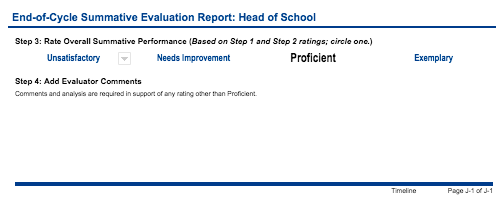 End-of-Cycle Summative Evaluation Report: Head of School
Step 3: Rate Overall Summative Performance (Based on Step 1 and Step 2 ratings; circle one.)
Unsatisfactory Needs Improvement Proficient Exemplary
Step 4: Add Evaluator Comments
Comments and analysis are required in support of any rating other than Proficient.
Timeline Page J-1 of J-1